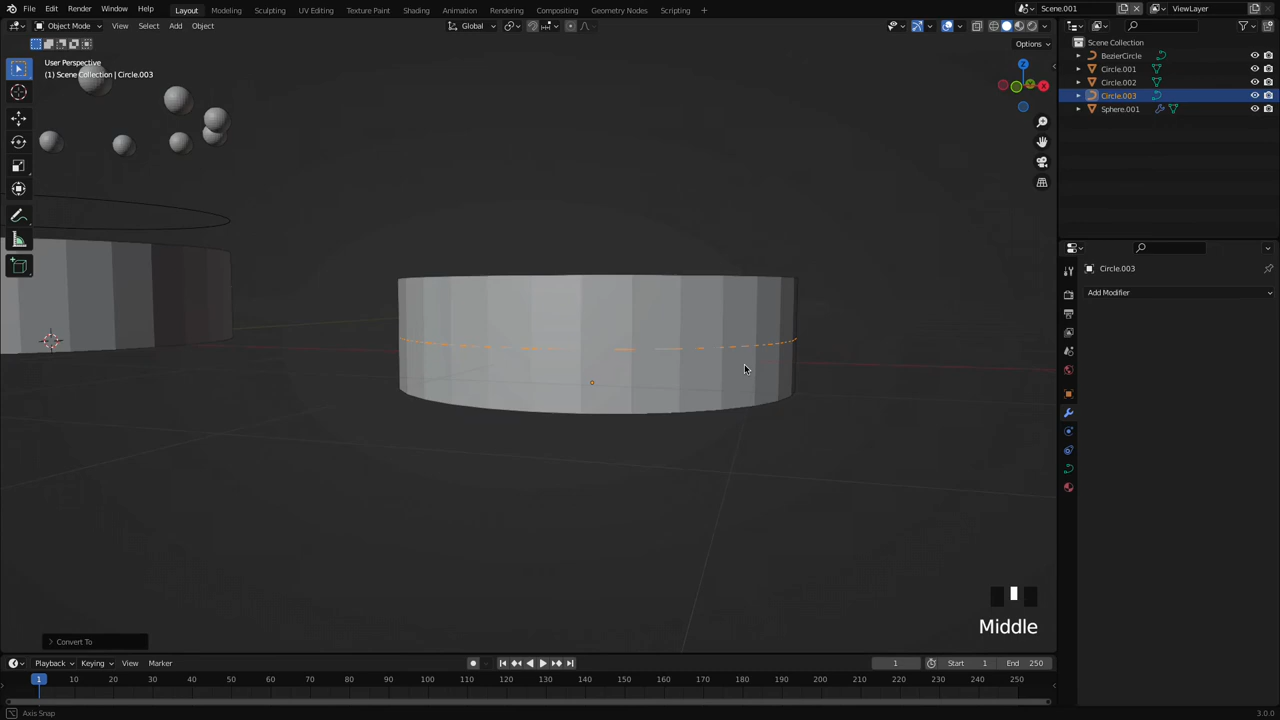 File Edit Render Window Help Layout Modeling Sculpting UV Editing Texture Paint Shading Animation Rendering Compositing Geometry Nodes Scripting + Scene.001 ViewLayer
Object Mode View Select Add Object Global
Options
User Perspective
(1) Scene Collection | Circle.003
Z
X
Y
Scene Collection
BezierCircle
Circle.001
Circle.002
Circle.003
Sphere.001
Circle.003
Add Modifier
Middle
Convert To
Playback Keying View Marker 1 Start 1 End 250
1 10 20 30 40 50 60 70 80 90 100 110 120 130 140 150 160 170 180 190 200 210 220 230 240 250
Axis Snap 3.0.0